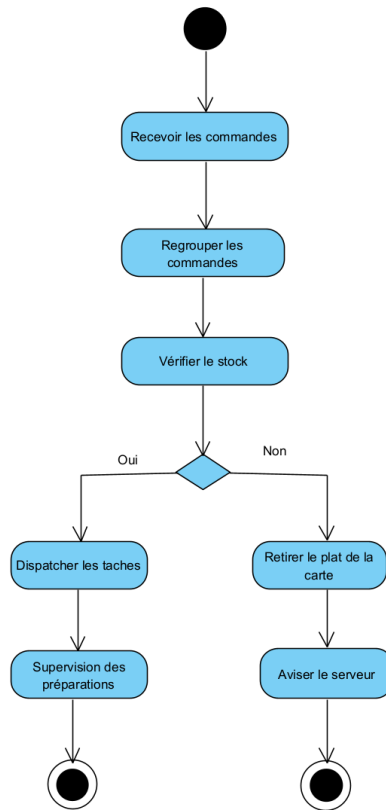 Recevoir les commandes
Regrouper les
commandes
Vérifier le stock
Oui
Non
Dispatcher les taches
Retirer le plat de la
carte
Supervision des
préparations
Aviser le serveur